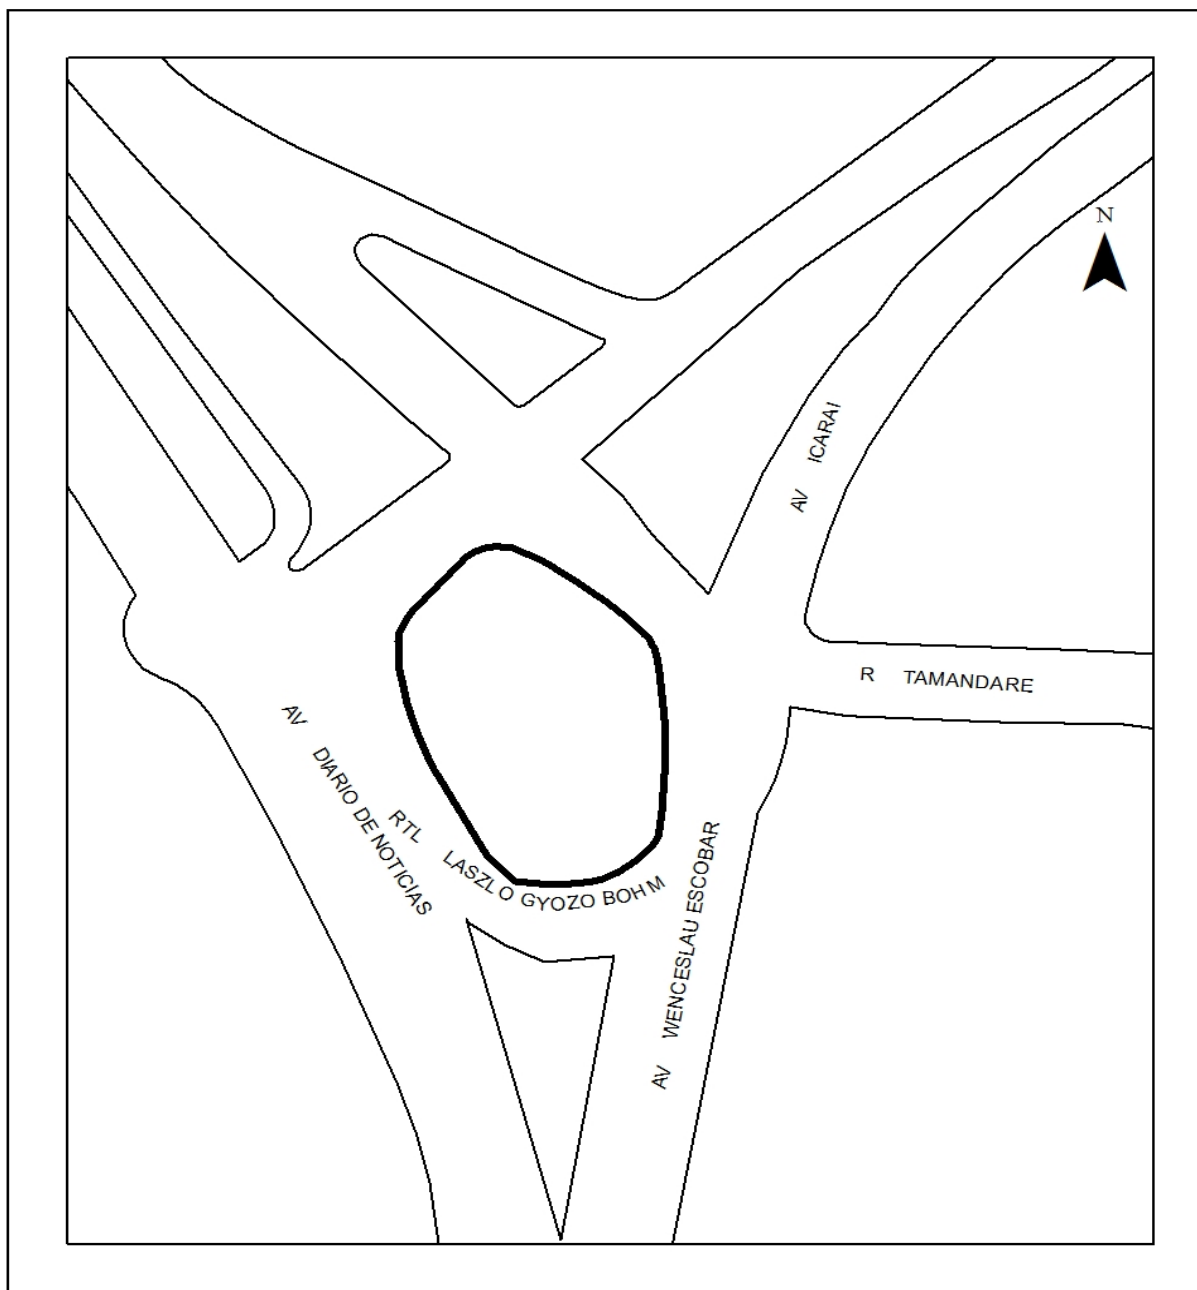 N
AV ICARAI
R TAMANDARE
AV DIARIO DE NOTICIAS
RTL LASZLO GYOZO BOHM
AV WENCESLAU ESCOBAR